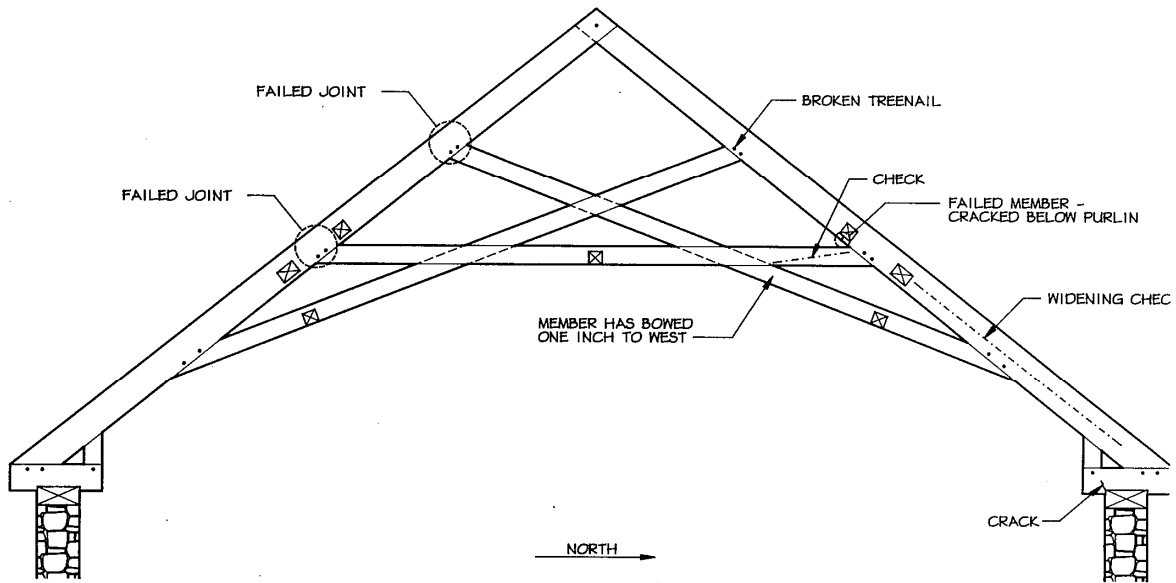 FAILED JOINT
BROKEN TREENAIL
CHECK
FAILED JOINT
FAILED MEMBER -
CRACKED BELOW PURLIN
WIDENING CHEC
MEMBER HAS BOWED
ONE INCH TO WEST
CRACK
NORTH